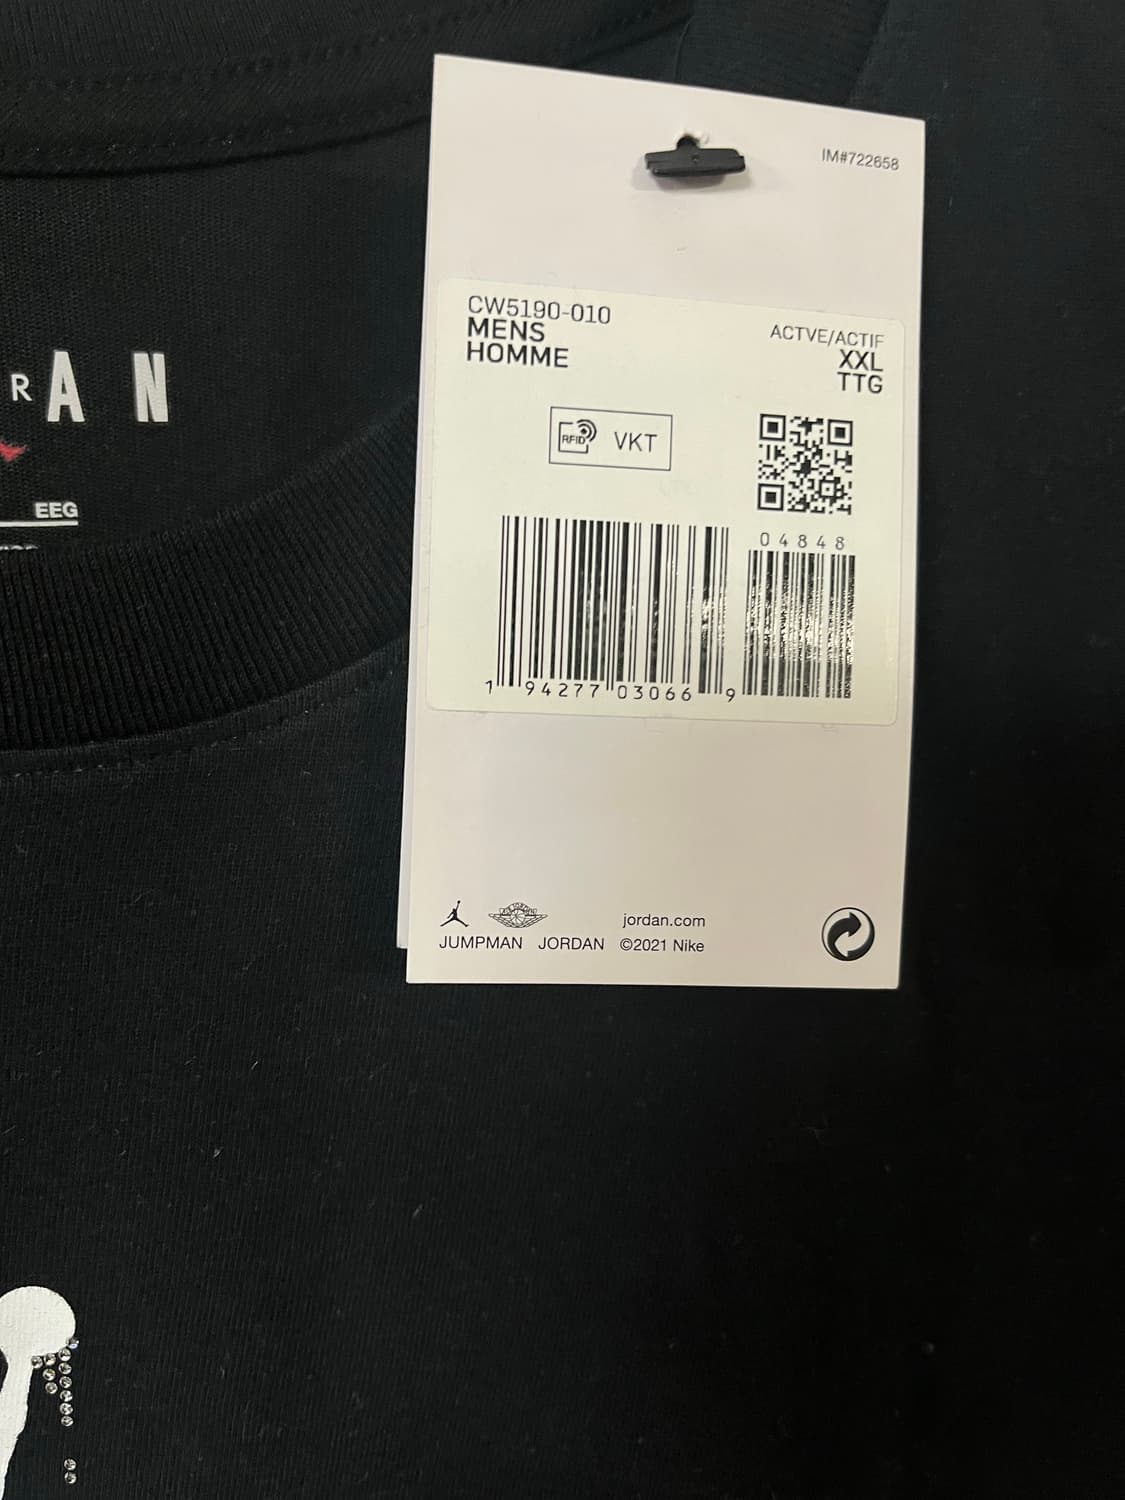 IM#722658
CW5190-010
MENS
HOMME
ACTVE/ACTIF
XXL
TTG
RFID VKT
04848
1 94277 03066 9
R A N
EEG
jordan.com
JUMPMAN JORDAN ©2021 Nike